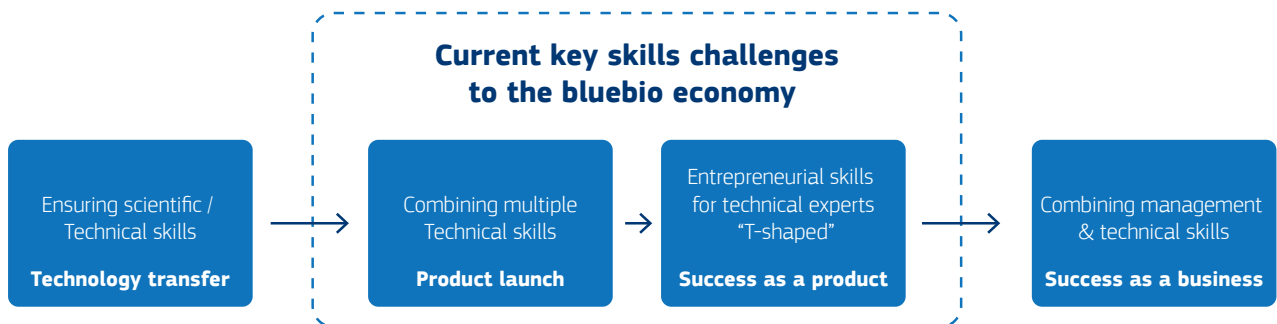 Current key skills challenges
to the bluebio economy
Ensuring scientific /
Technical skills
Technology transfer
Combining multiple
Technical skills
Product launch
Entrepreneurial skills
for technical experts
“T-shaped”
Success as a product
Combining management
& technical skills
Success as a business